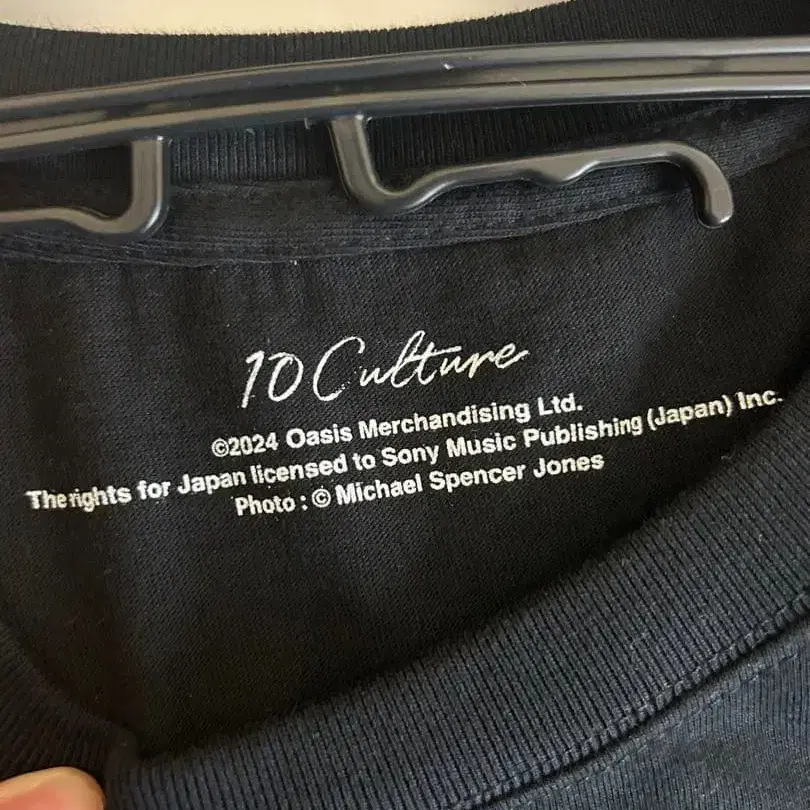 10 Culture
©2024 Oasis Merchandising Ltd.
The rights for Japan licensed to Sony Music Publishing (Japan) Inc.
Photo : © Michael Spencer Jones